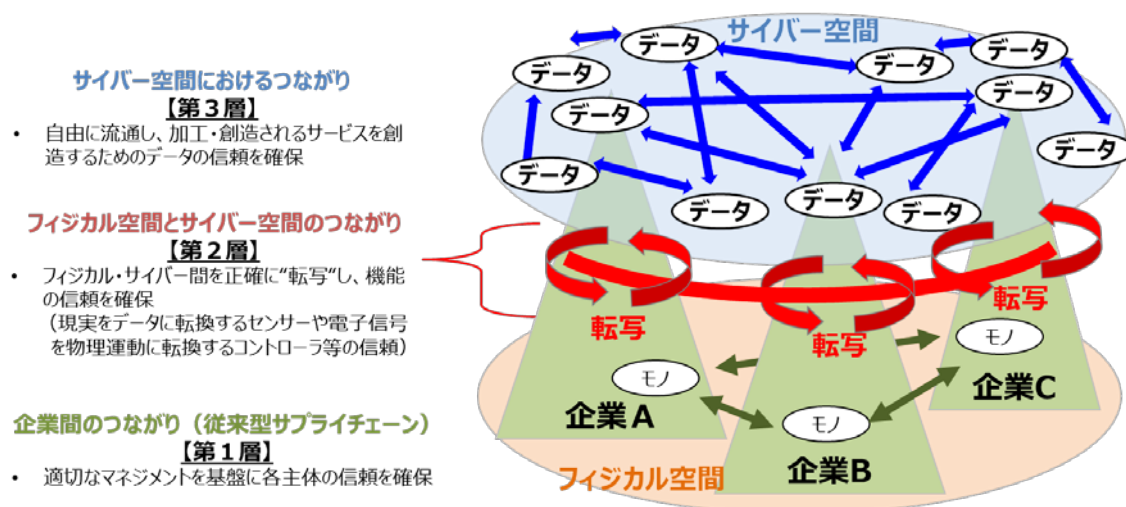 サイバー空間におけるつながり
【第３層】
• 自由に流通し、加工・創造されるサービスを創
造するためのデータの信頼を確保
フィジカル空間とサイバー空間のつながり
【第２層】
• フィジカル・サイバー間を正確に“転写“し、機能
の信頼を確保
（現実をデータに転換するセンサーや電子信号
を物理運動に転換するコントローラ等の信頼）
企業間のつながり（従来型サプライチェーン）
【第１層】
• 適切なマネジメントを基盤に各主体の信頼を確保
サイバー空間
データ
データ
データ
データ
データ
データ
データ
データ
データ
データ
データ
転写
転写
転写
モノ
モノ
モノ
企業A
企業B
企業C
フィジカル空間